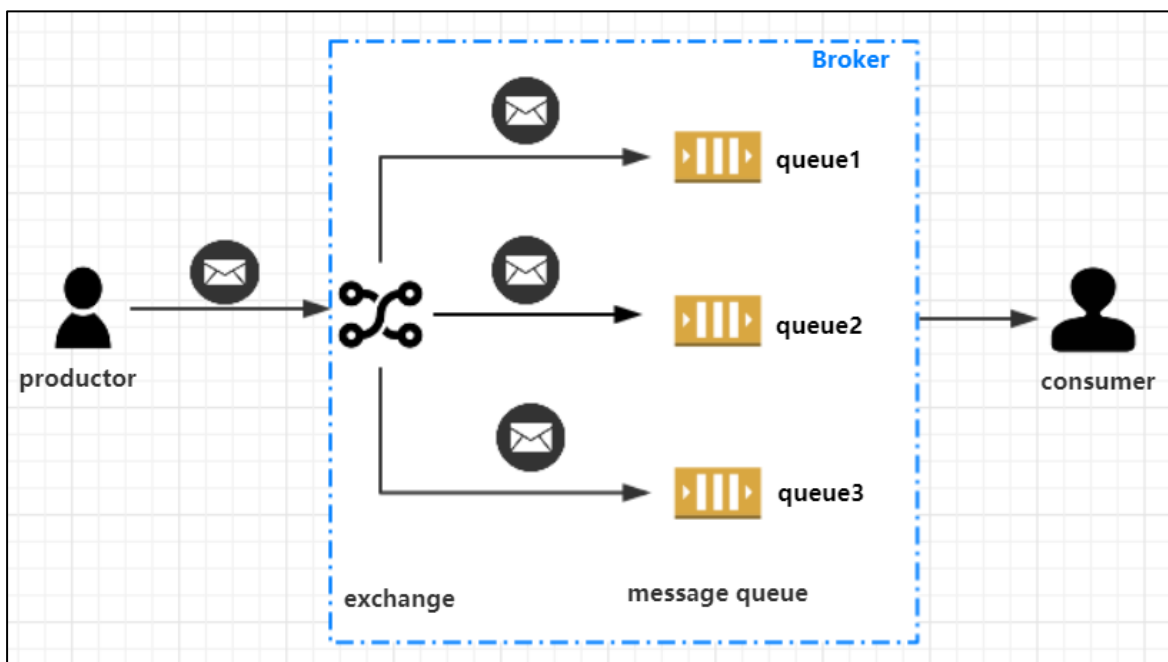 Broker
queue1
productor
queue2
consumer
queue3
exchange
message queue